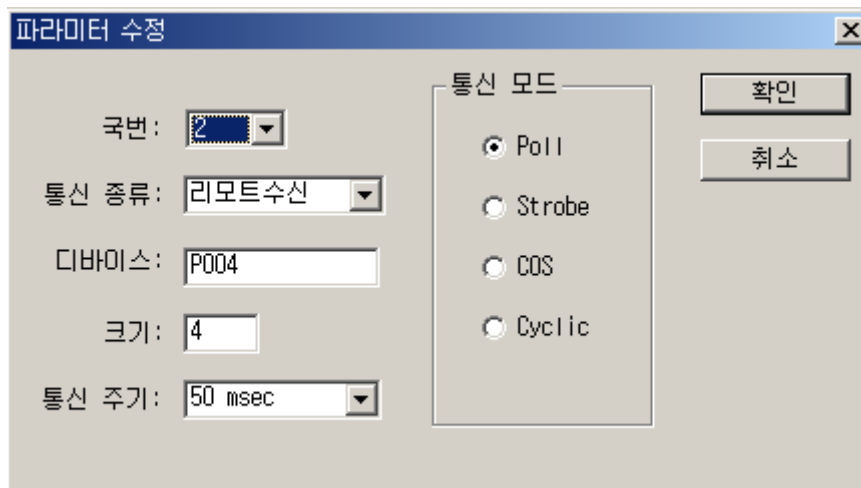 파라미터 수정
국번: 2
통신 종류: 리모트수신
디바이스: P004
크기: 4
통신 주기: 50 msec
통신 모드
Poll
Strobe
COS
Cyclic
확인
취소